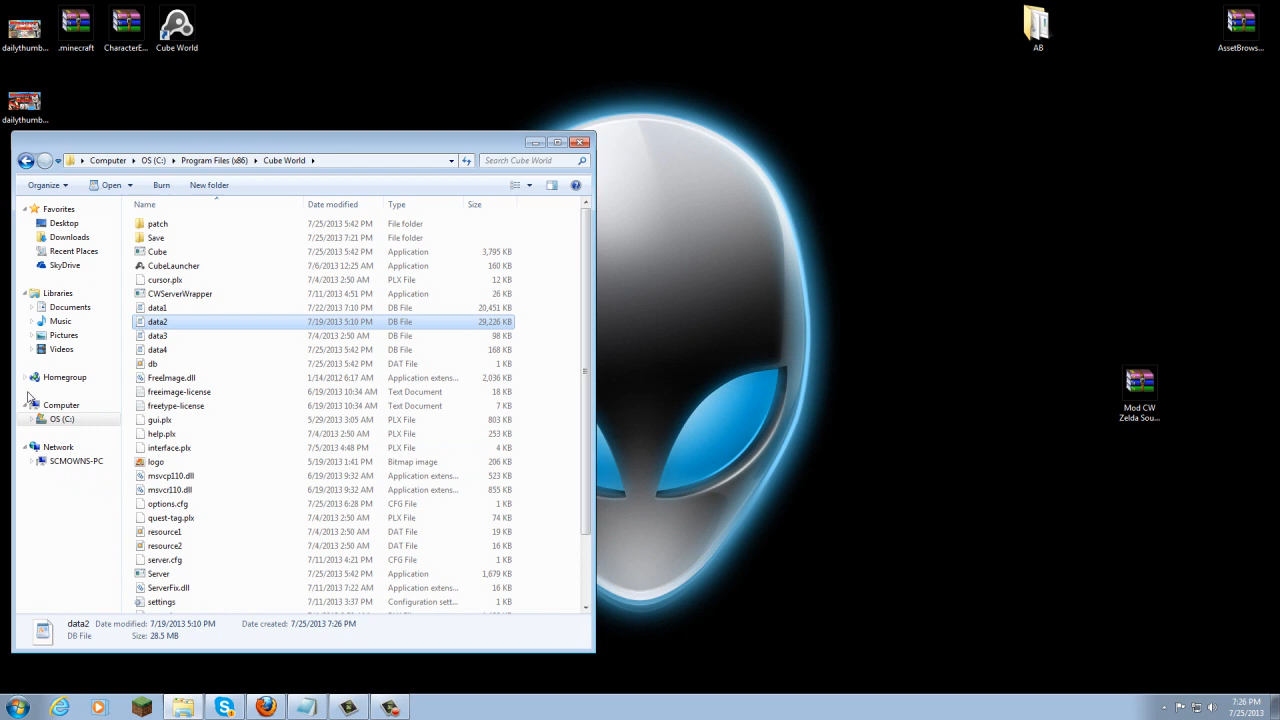 dailythumb...
.minecraft
CharacterE...
Cube World
AB
AssetBrows...
dailythumb...
Computer ▸ OS (C:) ▸ Program Files (x86) ▸ Cube World ▸
Search Cube World
Organize Open Burn New folder
Name Date modified Type Size
Favorites
Desktop
Downloads
Recent Places
SkyDrive
Libraries
Documents
Music
Pictures
Videos
Homegroup
Computer
OS (C:)
Network
SCMOWNS-PC
patch 7/25/2013 5:42 PM File folder
Save 7/25/2013 7:21 PM File folder
Cube 7/25/2013 5:42 PM Application 3,795 KB
CubeLauncher 7/6/2013 12:25 AM Application 160 KB
cursor.plx 7/4/2013 2:50 AM PLX File 12 KB
CWServerWrapper 7/11/2013 4:51 PM Application 26 KB
data1 7/22/2013 7:10 PM DB File 20,451 KB
data2 7/19/2013 5:10 PM DB File 29,226 KB
data3 7/4/2013 2:50 AM DB File 98 KB
data4 7/25/2013 5:42 PM DB File 168 KB
db 7/25/2013 5:42 PM DAT File 1 KB
FreeImage.dll 1/14/2012 6:17 AM Application extens... 2,036 KB
freeimage-license 6/19/2013 10:34 AM Text Document 18 KB
freetype-license 6/19/2013 10:34 AM Text Document 7 KB
gui.plx 5/29/2013 3:05 AM PLX File 803 KB
help.plx 7/4/2013 2:50 AM PLX File 253 KB
interface.plx 7/5/2013 4:48 PM PLX File 4 KB
logo 5/19/2013 1:41 PM Bitmap image 206 KB
msvcp110.dll 6/19/2013 9:32 AM Application extens... 523 KB
msvcr110.dll 6/19/2013 9:32 AM Application extens... 855 KB
options.cfg 7/25/2013 6:28 PM CFG File 1 KB
quest-tag.plx 7/4/2013 2:50 AM PLX File 74 KB
resource1 7/4/2013 2:50 AM DAT File 19 KB
resource2 7/4/2013 2:50 AM DAT File 16 KB
server.cfg 7/11/2013 4:21 PM CFG File 1 KB
Server 7/25/2013 5:42 PM Application 1,679 KB
ServerFix.dll 7/11/2013 7:22 AM Application extens... 16 KB
settings 7/11/2013 3:37 PM Configuration sett... 1 KB
data2 Date modified: 7/19/2013 5:10 PM Date created: 7/25/2013 7:26 PM
DB File Size: 28.5 MB
Mod CW
Zelda Sou...
7:26 PM
7/25/2013